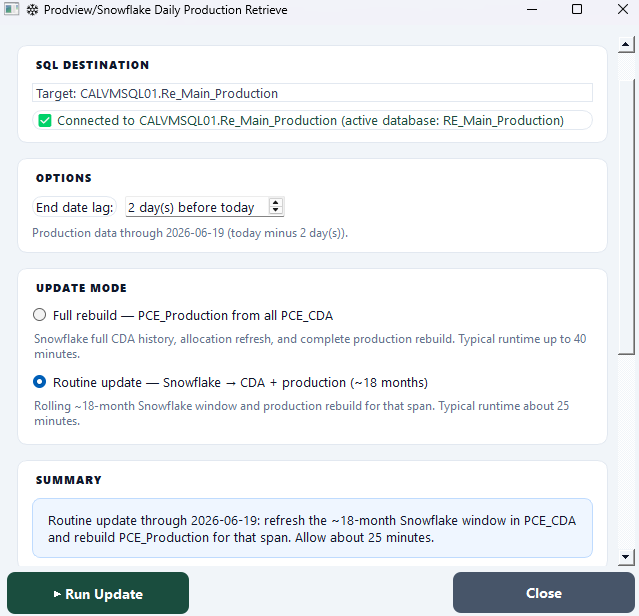 Prodview/Snowflake Daily Production Retrieve
SQL DESTINATION
Target: CALVMSQL01.Re_Main_Production
Connected to CALVMSQL01.Re_Main_Production (active database: RE_Main_Production)
OPTIONS
End date lag: 2 day(s) before today
Production data through 2026-06-19 (today minus 2 day(s)).
UPDATE MODE
Full rebuild — PCE_Production from all PCE_CDA
Snowflake full CDA history, allocation refresh, and complete production rebuild. Typical runtime up to 40
minutes.
Routine update — Snowflake → CDA + production (~18 months)
Rolling ~18-month Snowflake window and production rebuild for that span. Typical runtime about 25
minutes.
SUMMARY
Routine update through 2026-06-19: refresh the ~18-month Snowflake window in PCE_CDA
and rebuild PCE_Production for that span. Allow about 25 minutes.
Run Update
Close